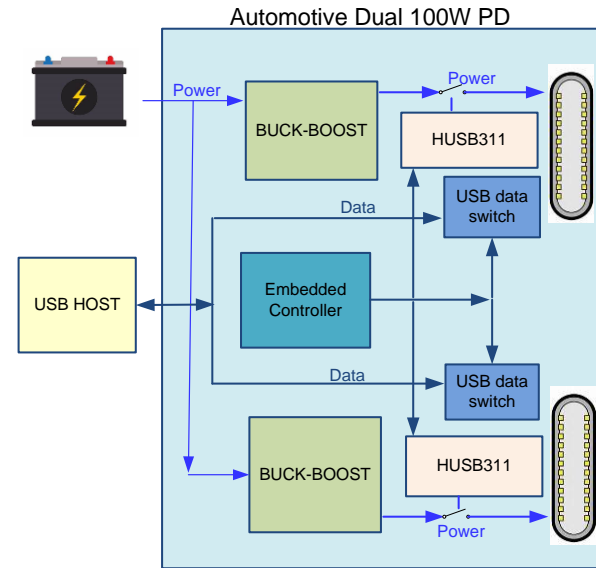 Automotive Dual 100W PD
Power
Power
BUCK-BOOST
HUSB311
USB data
switch
Data
USB HOST
Embedded
Controller
Data
USB data
switch
BUCK-BOOST
HUSB311
Power